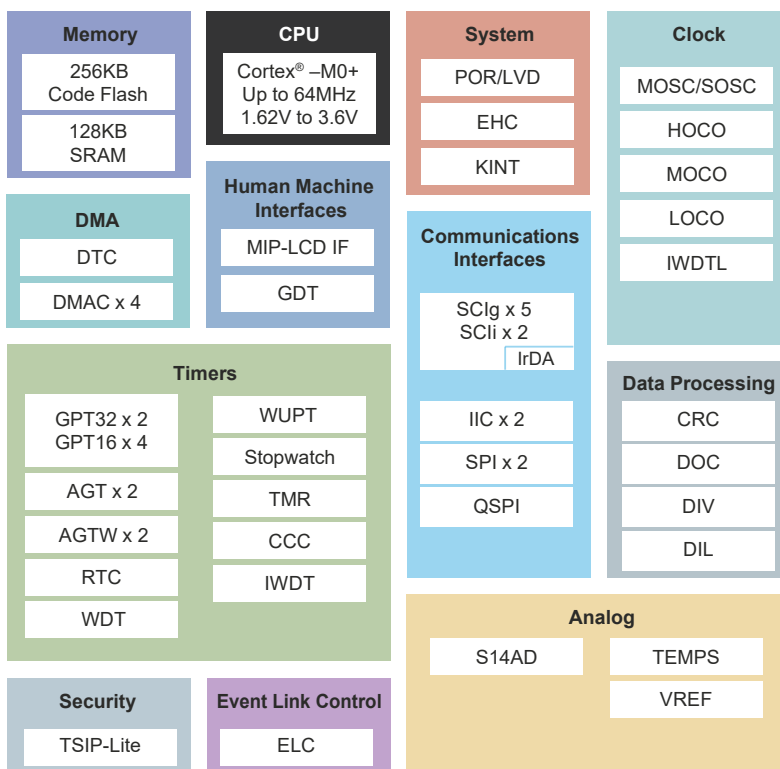 Memory
256KB
Code Flash
128KB
SRAM
CPU
Cortex® –M0+
Up to 64MHz
1.62V to 3.6V
System
POR/LVD
EHC
KINT
Clock
MOSC/SOSC
HOCO
MOCO
LOCO
IWDTL
DMA
DTC
DMAC x 4
Human Machine
Interfaces
MIP-LCD IF
GDT
Communications
Interfaces
SCIg x 5
SCIi x 2
IrDA
IIC x 2
SPI x 2
QSPI
Timers
GPT32 x 2
GPT16 x 4
AGT x 2
AGTW x 2
RTC
WDT
WUPT
Stopwatch
TMR
CCC
IWDT
Data Processing
CRC
DOC
DIV
DIL
Analog
S14AD
TEMPS
VREF
Security
TSIP-Lite
Event Link Control
ELC